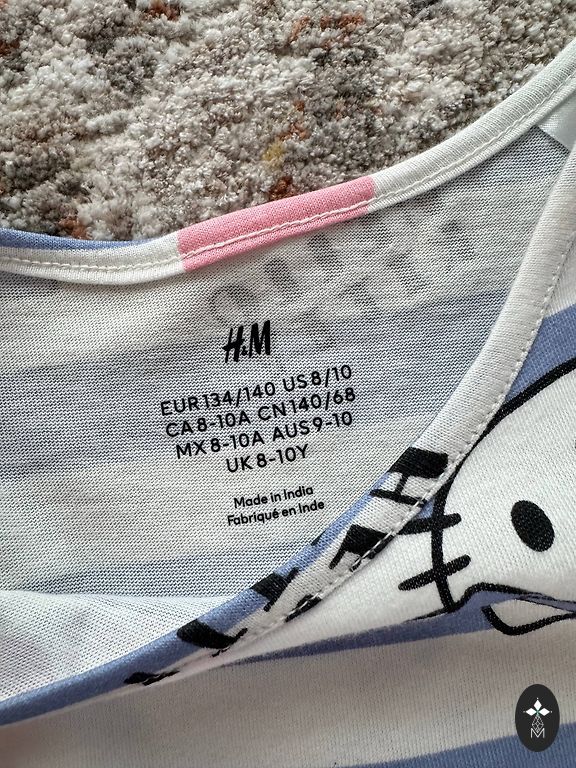 H&M
EUR 134/140 US 8/10
CA 8-10A CN 140/68
MX 8-10A AUS 9-10
UK 8-10Y
Made in India
Fabriqué en Inde
M